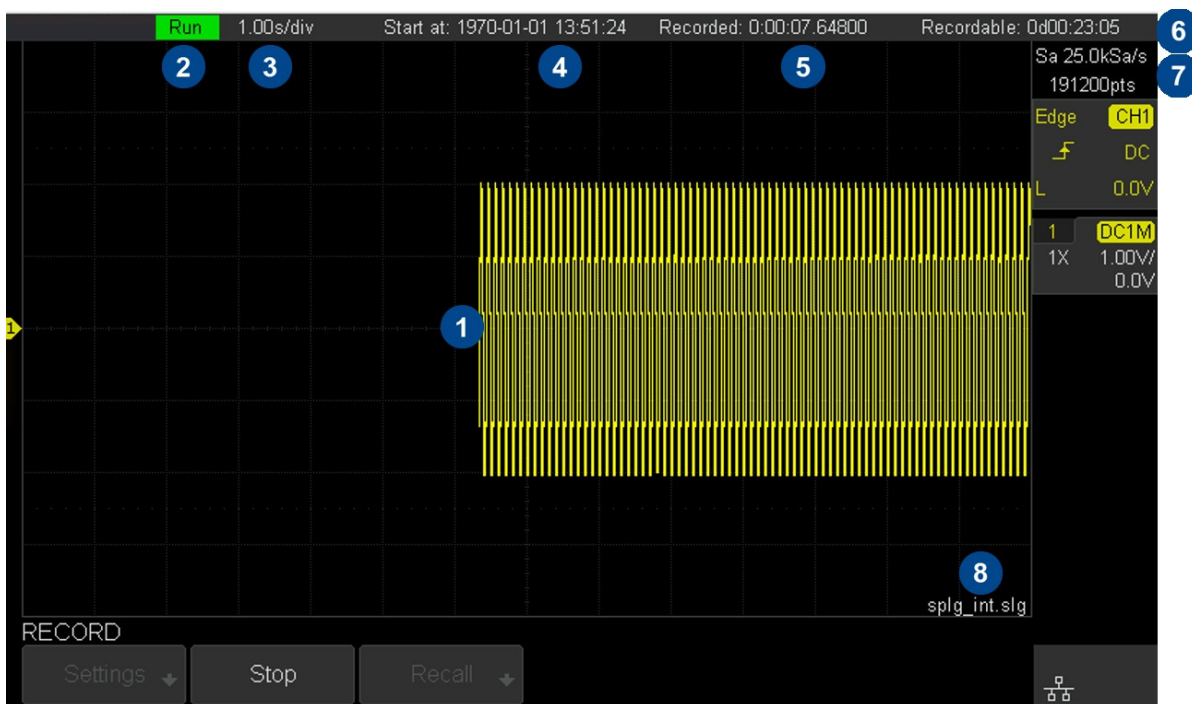 Run 1.00s/div Start at: 1970-01-01 13:51:24 Recorded: 0:00:07.64800 Recordable: 0d00:23:05 6
2 3 4 5 Sa 25.0kSa/s 7
191200pts
Edge CH1
DC
L 0.0V
1 DC1M
1X 1.00V/
0.0V
1 1
8
splg_int.slg
RECORD
Settings Stop Recall